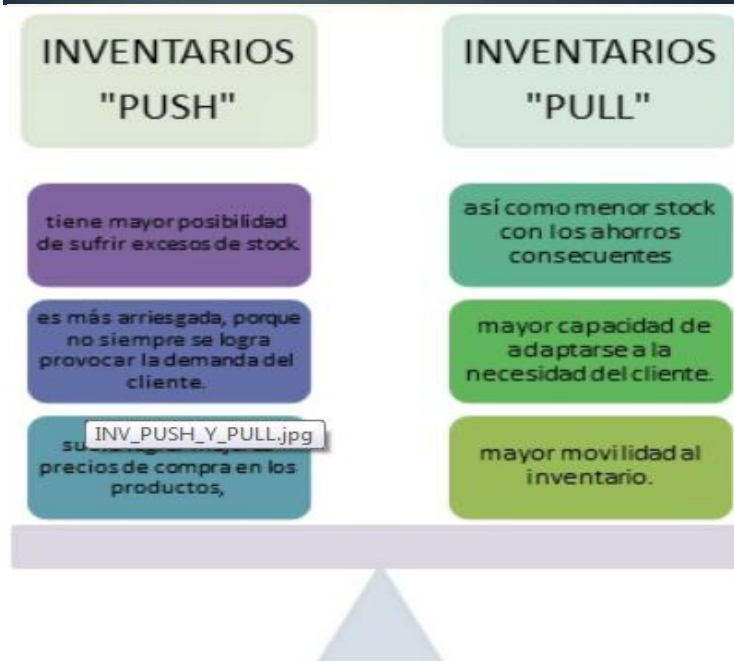 INVENTARIOS
"PUSH"
tiene mayor posibilidad
de sufrir excesos de stock.
es más arriesgada, porque
no siempre se logra
provocar la demanda del
cliente.
INV_PUSH_Y_PULL.jpg
precios de compra en los
productos,
INVENTARIOS
"PULL"
así como menor stock
con los ahorros
consecuentes
mayor capacidad de
adaptarse a la
necesidad del cliente.
mayor movilidad al
inventario.